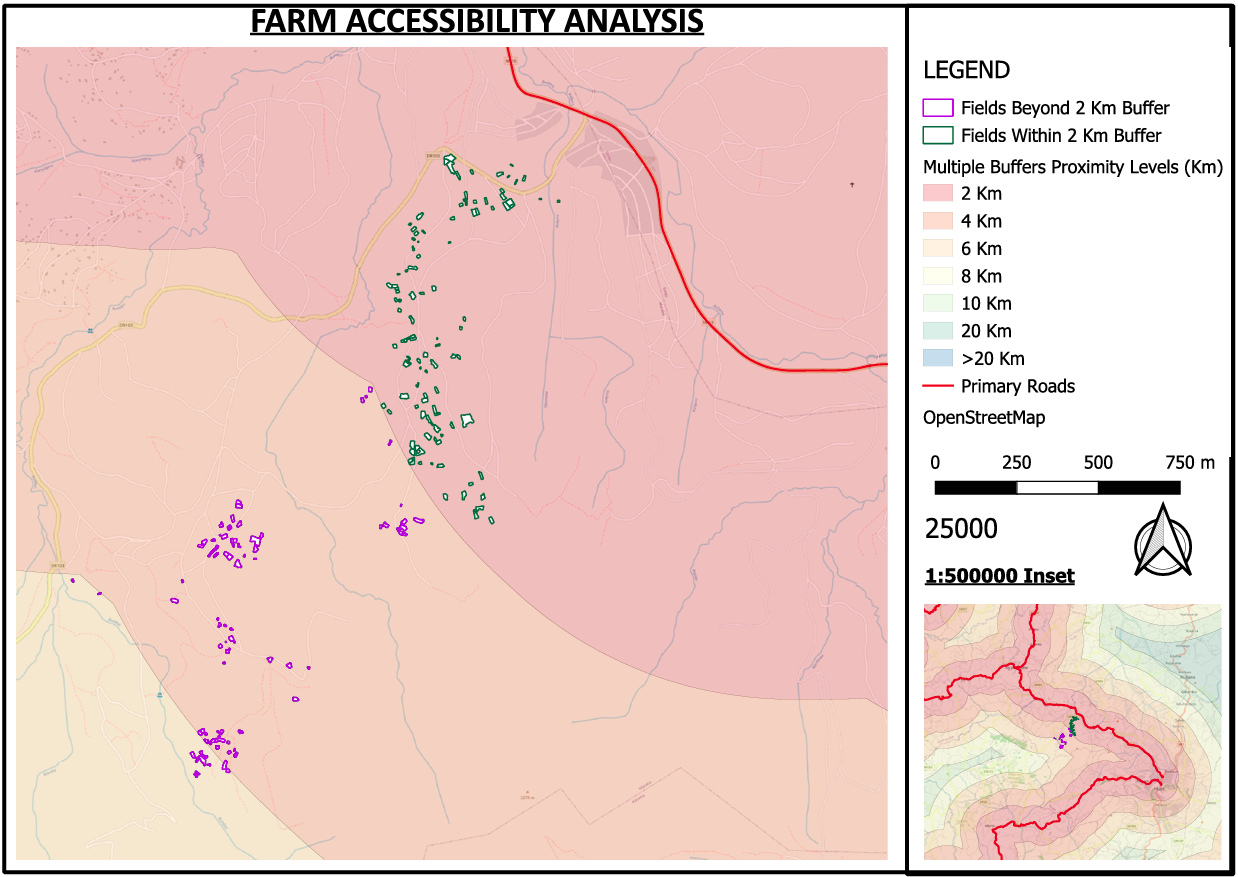 FARM ACCESSIBILITY ANALYSIS
LEGEND
Fields Beyond 2 Km Buffer
Fields Within 2 Km Buffer
Multiple Buffers Proximity Levels (Km)
2 Km
4 Km
6 Km
8 Km
10 Km
20 Km
>20 Km
Primary Roads
OpenStreetMap
0 250 500 750 m
25000
1:500000 Inset